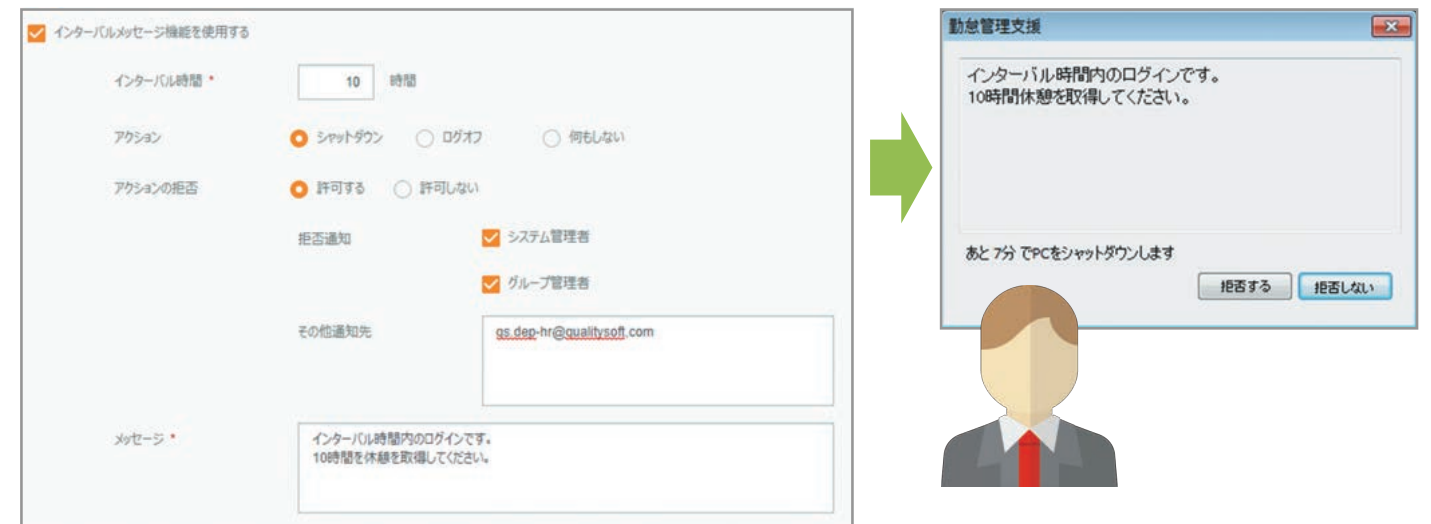 インターバルメッセージ機能を使用する
インターバル時間 * 10 時間
アクション シャットダウン ログオフ 何もしない
アクションの拒否 許可する 許可しない
拒否通知 システム管理者
グループ管理者
その他通知先 qs.dep-hr@qualitysoft.com
メッセージ * インターバル時間内のログインです。
10時間を休憩を取得してください。
勤怠管理支援
インターバル時間内のログインです。
10時間休憩を取得してください。
あと 7分 でPCをシャットダウンします
拒否する 拒否しない